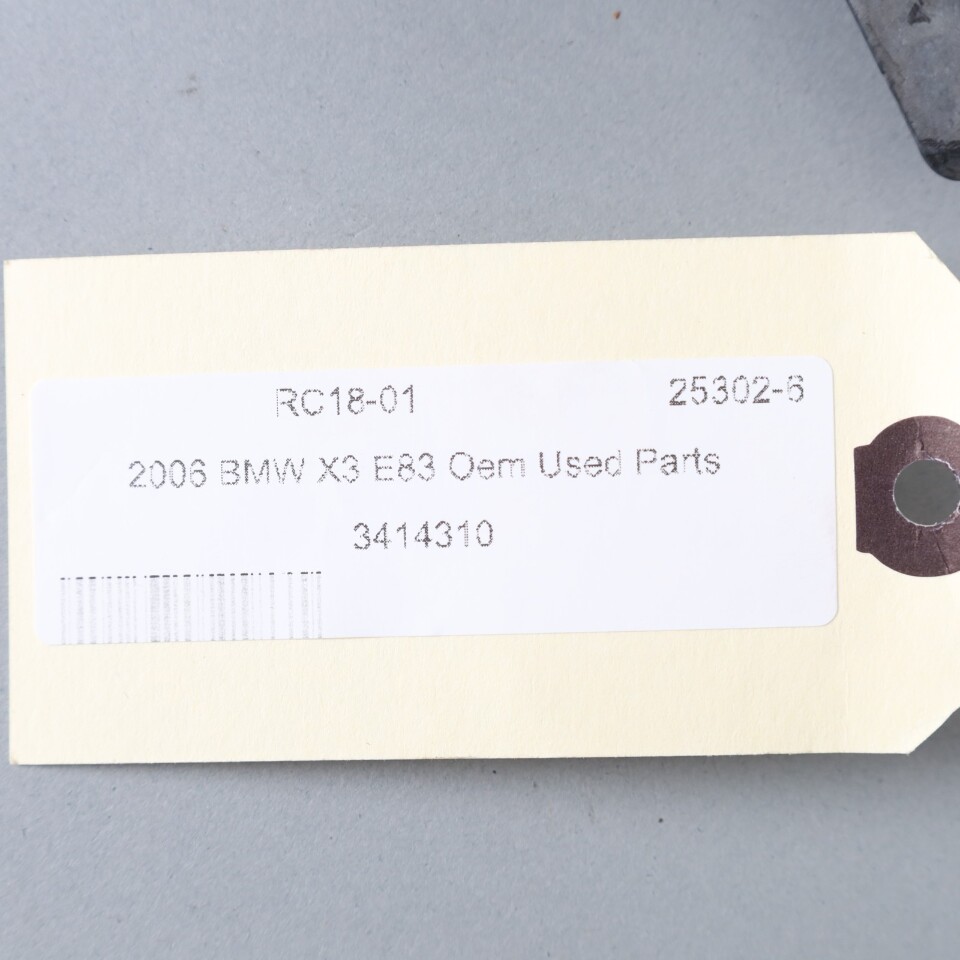 RC18-01 25302-6
2006 BMW X3 E83 Oem Used Parts
3414310